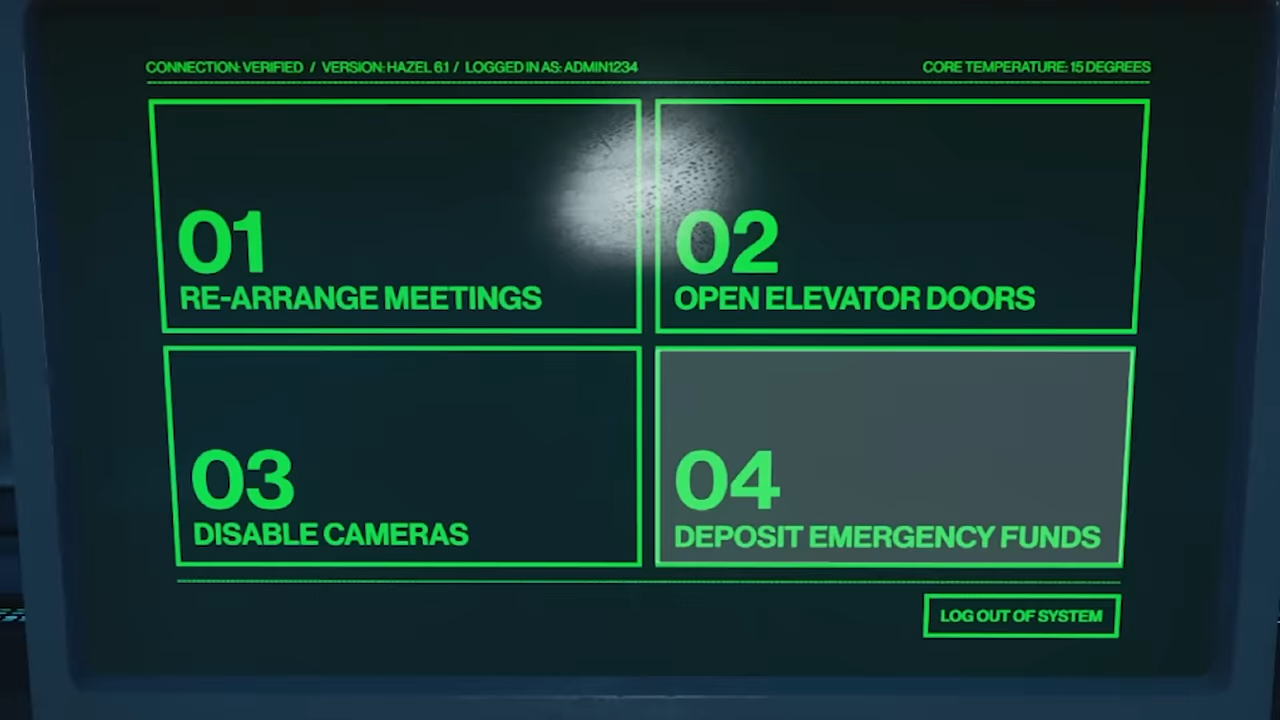 CONNECTION: VERIFIED / VERSION: HAZEL 6.1 / LOGGED IN AS: ADMIN1234
CORE TEMPERATURE: 15 DEGREES
01
RE-ARRANGE MEETINGS
02
OPEN ELEVATOR DOORS
03
DISABLE CAMERAS
04
DEPOSIT EMERGENCY FUNDS
LOG OUT OF SYSTEM